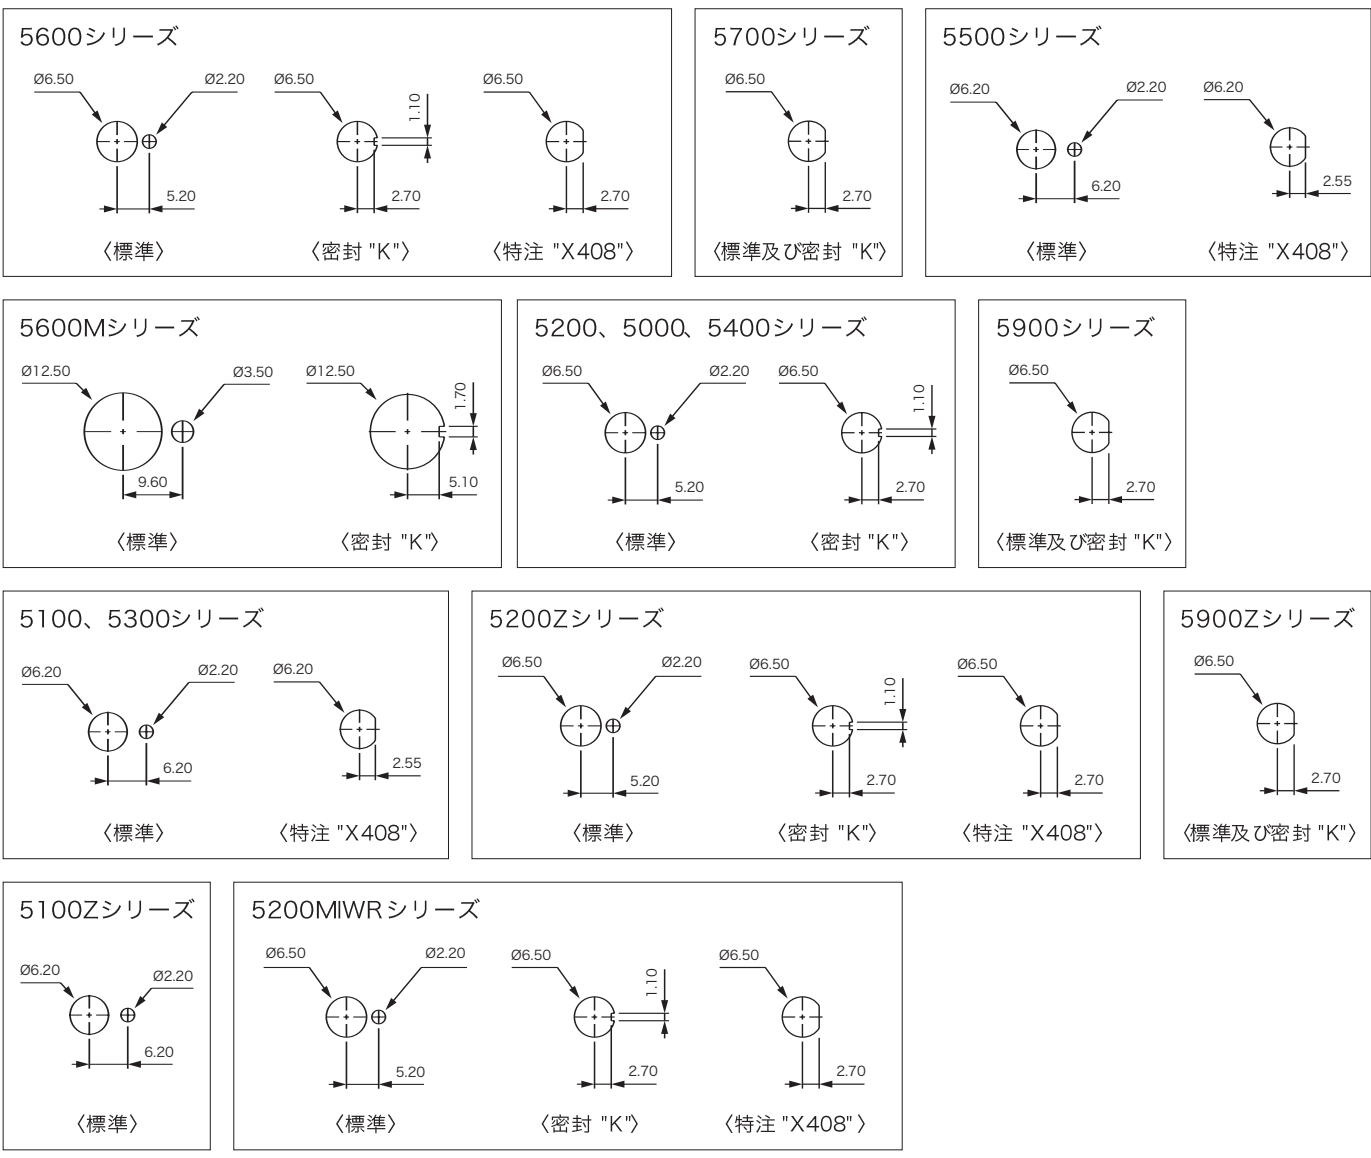 5600シリーズ
Ø6.50
Ø2.20
5.20
〈標準〉
Ø6.50
1.10
2.70
〈密封 "K"〉
Ø6.50
2.70
〈特注 "X408"〉
5700シリーズ
Ø6.50
2.70
〈標準及び密封 "K"〉
5500シリーズ
Ø6.20
Ø2.20
6.20
〈標準〉
Ø6.20
2.55
〈特注 "X408"〉
5600Mシリーズ
Ø12.50
Ø3.50
9.60
〈標準〉
Ø12.50
1.70
5.10
〈密封 "K"〉
5200、5000、5400シリーズ
Ø6.50
Ø2.20
5.20
〈標準〉
Ø6.50
1.10
2.70
〈密封 "K"〉
5900シリーズ
Ø6.50
2.70
〈標準及び密封 "K"〉
5100、5300シリーズ
Ø6.20
Ø2.20
6.20
〈標準〉
Ø6.20
2.55
〈特注 "X408"〉
5200Zシリーズ
Ø6.50
Ø2.20
5.20
〈標準〉
Ø6.50
1.10
2.70
〈密封 "K"〉
Ø6.50
2.70
〈特注 "X408"〉
5900Zシリーズ
Ø6.50
2.70
〈標準及び密封 "K"〉
5100Zシリーズ
Ø6.20
Ø2.20
6.20
〈標準〉
5200MIWRシリーズ
Ø6.50
Ø2.20
5.20
〈標準〉
Ø6.50
1.10
2.70
〈密封 "K"〉
Ø6.50
2.70
〈特注 "X408"〉